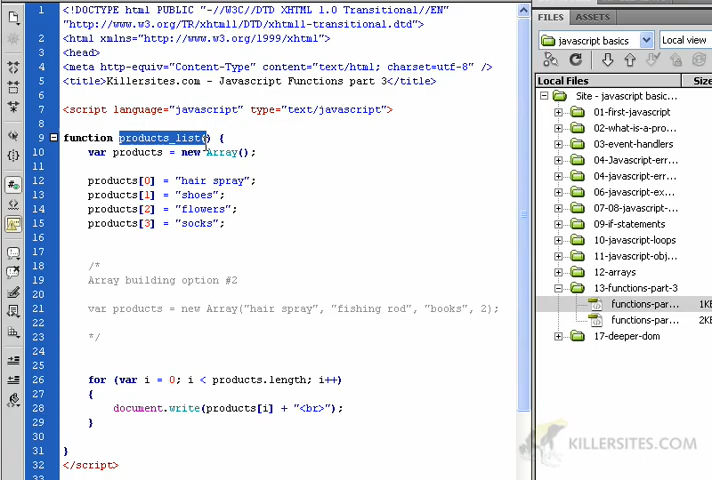 1 <!DOCTYPE html PUBLIC "-//W3C//DTD XHTML 1.0 Transitional//EN"
"http://www.w3.org/TR/xhtml1/DTD/xhtml1-transitional.dtd">
2 <html xmlns="http://www.w3.org/1999/xhtml">
3 <head>
4 <meta http-equiv="Content-Type" content="text/html; charset=utf-8" />
5 <title>Killersites.com - Javascript Functions part 3</title>
6
7 <script language="javascript" type="text/javascript">
8
9 function products_list() {
10 var products = new Array();
11
12 products[0] = "hair spray";
13 products[1] = "shoes";
14 products[2] = "flowers";
15 products[3] = "socks";
16
17
18 /*
19 Array building option #2
20
21 var products = new Array("hair spray", "fishing rod", "books", 2);
22
23 */
24
25
26 for (var i = 0; i < products.length; i++)
27 {
28 document.write(products[i] + "<br>");
29 }
30
31 }
32 </script>
33
FILES ASSETS
javascript basics Local view
Local Files Size
Site - javascript basic...
01-first-javascript
02-what-is-a-pro...
03-event-handlers
04-Javascript-err...
04-javascript-err...
06-javascript-ex...
07-08-javascript-...
09-if-statements
10-javascript-loops
11-javascript-obj...
12-arrays
13-functions-part-3
functions-par... 1KB
functions-par... 2KB
17-deeper-dom
KILLERSITES.COM